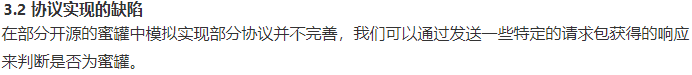 3.2 协议实现的缺陷
在部分开源的蜜罐中模拟实现部分协议并不完善，我们可以通过发送一些特定的请求包获得的响应
来判断是否为蜜罐。